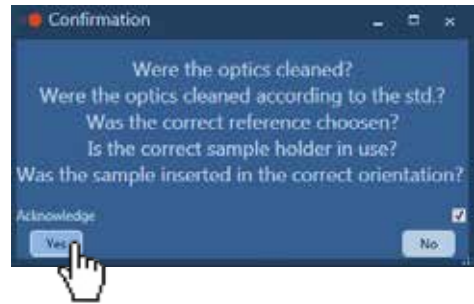 Confirmation
Were the optics cleaned?
Were the optics cleaned according to the std.?
Was the correct reference choosen?
Is the correct sample holder in use?
Was the sample inserted in the correct orientation?
Acknowledge
Yes No